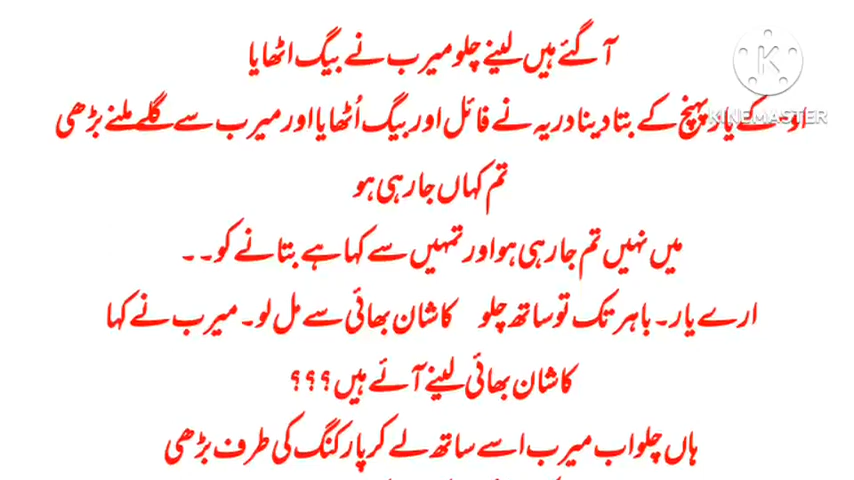 آ گئے ہیں لینے چلو میرب نے بیگ اٹھایا
K
KINEMASTER
او کے یار پہنچ کے بتا دینا دریہ نے فائل اور بیگ اُٹھایا اور میرب سے گلے ملنے بڑھی
تم کہاں جا رہی ہو
میں نہیں تم جا رہی ہو اور تمہیں سے کہا ہے بتانے کو۔۔
ارے یار۔ باہر تک تو ساتھ چلو کاشان بھائی سے مل لو۔ میرب نے کہا
کاشان بھائی لینے آئے ہیں؟؟؟
ہاں چلو اب میرب اسے ساتھ لے کر پارکنگ کی طرف بڑھی